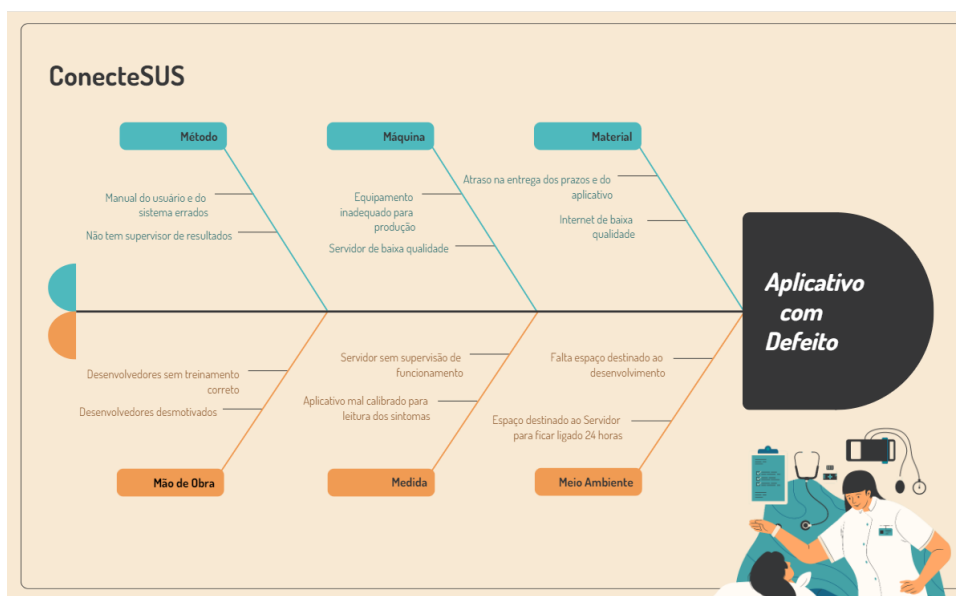 ConecteSUS
Método
Máquina
Material
Manual do usuário e do
sistema errados
Não tem supervisor de resultados
Equipamento
inadequado para
produção
Servidor de baixa qualidade
Atraso na entrega dos prazos e do
aplicativo
Internet de baixa
qualidade
Aplicativo
com
Defeito
Desenvolvedores sem treinamento
correto
Desenvolvedores desmotivados
Servidor sem supervisão de
funcionamento
Aplicativo mal calibrado para
leitura dos sintomas
Falta espaço destinado ao
desenvolvimento
Espaço destinado ao Servidor
para ficar ligado 24 horas
Mão de Obra
Medida
Meio Ambiente